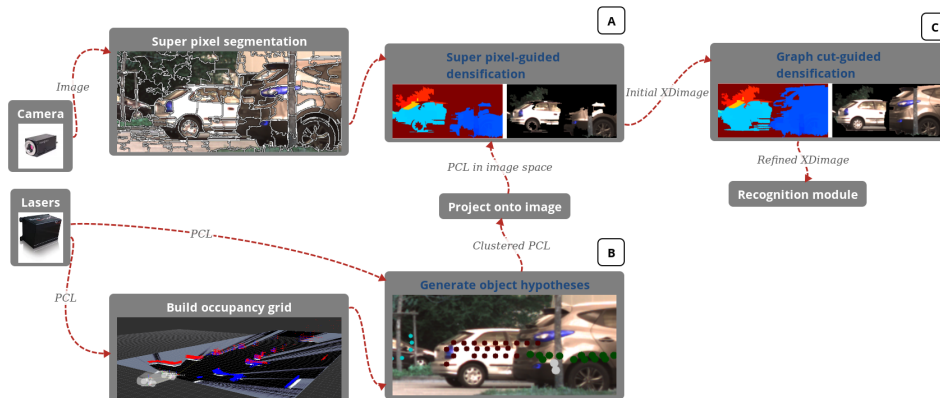 A
C
Super pixel segmentation
Super pixel-guided
densification
Graph cut-guided
densification
Image
Initial XDimage
Camera
PCL in image space
Refined XDimage
Recognition module
Lasers
Project onto image
PCL
Clustered PCL
B
Generate object hypotheses
PCL
Build occupancy grid